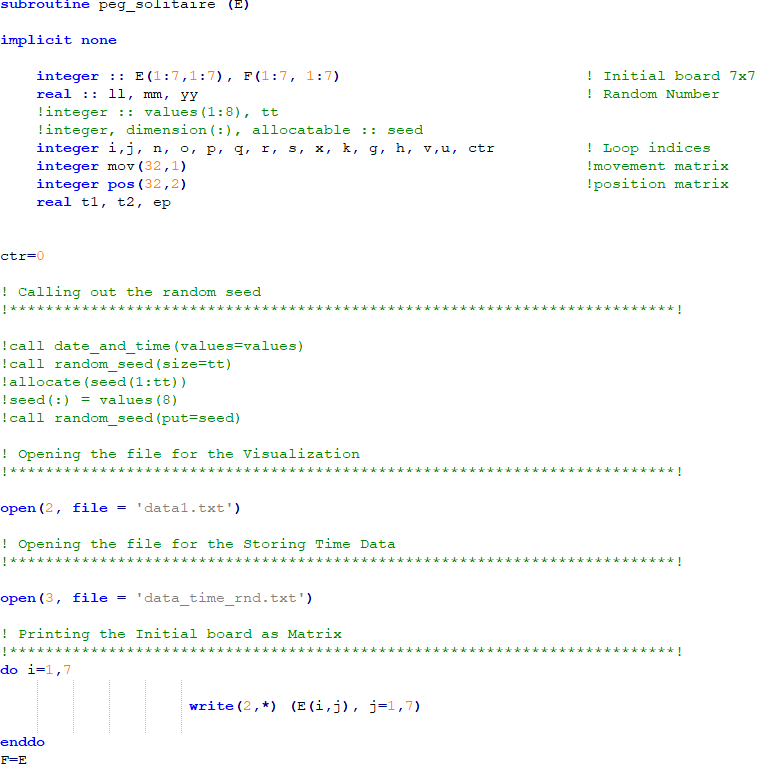 subroutine peg_solitaire (E)
implicit none
integer :: E(1:7,1:7), F(1:7, 1:7) ! Initial board 7x7
real :: ll, mm, yy ! Random Number
!integer :: values(1:8), tt
!integer, dimension(:), allocatable :: seed
integer i,j, n, o, p, q, r, s, x, k, g, h, v,u, ctr ! Loop indices
integer mov(32,1) !movement matrix
integer pos(32,2) !position matrix
real t1, t2, ep
ctr=0
! Calling out the random seed
!**************************************************************************!
!call date_and_time(values=values)
!call random_seed(size=tt)
!allocate(seed(1:tt))
!seed(:) = values(8)
!call random_seed(put=seed)
! Opening the file for the Visualization
!**************************************************************************!
open(2, file = 'data1.txt')
! Opening the file for the Storing Time Data
!**************************************************************************!
open(3, file = 'data_time_rnd.txt')
! Printing the Initial board as Matrix
!**************************************************************************!
do i=1,7
write(2,*) (E(i,j), j=1,7)
enddo
F=E